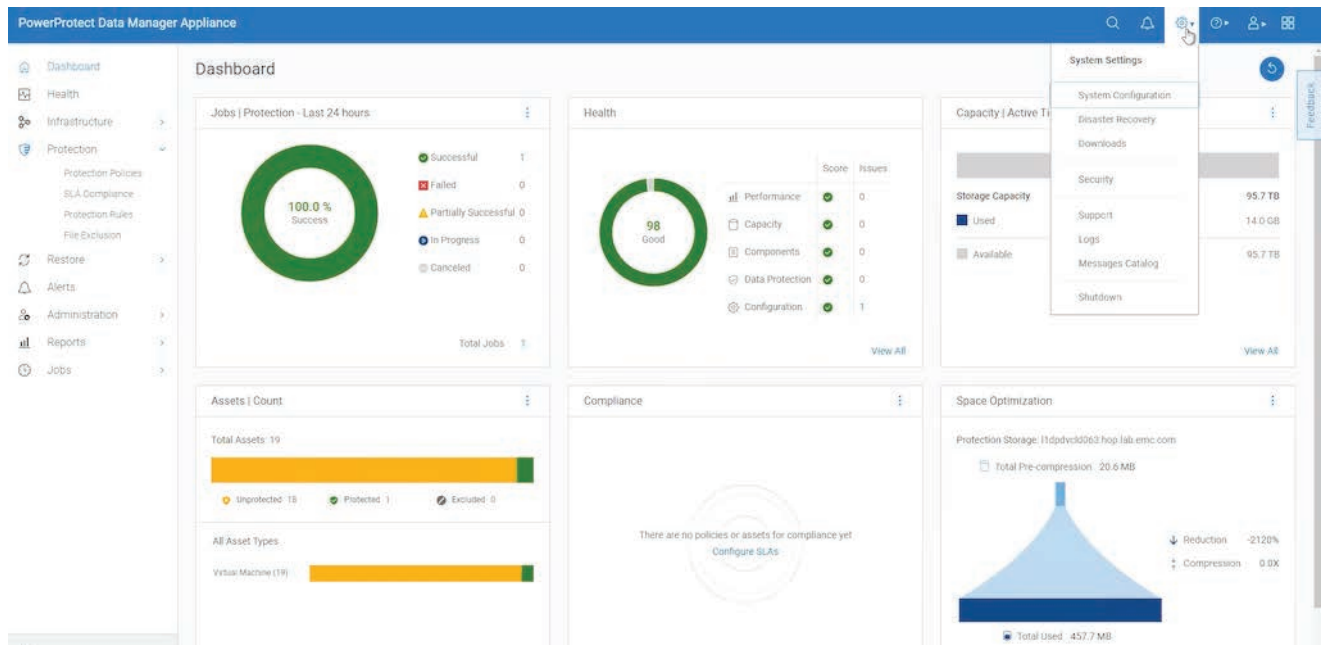 PowerProtect Data Manager Appliance
Dashboard
Health
Infrastructure
Protection
Protection Policies
SLA Compliance
Protection Rules
File Exclusion
Restore
Alerts
Administration
Reports
Jobs
Dashboard
Jobs | Protection - Last 24 hours
100.0 %
Success
Successful 1
Failed 0
Partially Successful 0
In Progress 0
Canceled 0
Total Jobs 1
Health
98
Good
Score Issues
Performance 0
Capacity 0
Components 0
Data Protection 0
Configuration 1
View All
Capacity | Active Ti
Storage Capacity 95.7 TB
Used 14.0 GB
Available 95.7 TB
View All
System Settings
System Configuration
Disaster Recovery
Downloads
Security
Support
Logs
Messages Catalog
Shutdown
Feedback
Assets | Count
Total Assets 19
Unprotected 18 Protected 1 Excluded 0
All Asset Types
Virtual Machine (19)
Compliance
There are no policies or assets for compliance yet
Configure SLAs
Space Optimization
Protection Storage: l1dpdvcld063.hop.lab.emc.com
Total Pre-compression 20.6 MB
Reduction -2120%
Compression 0.0X
Total Used 457.7 MB